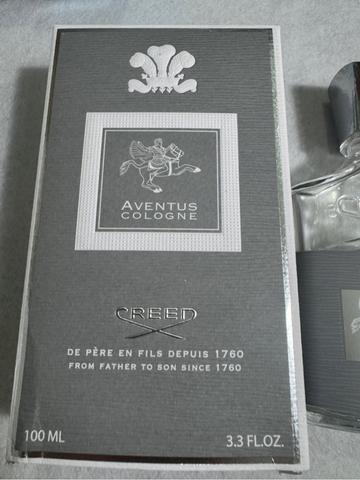 AVENTUS
COLOGNE
CREED
DE PÈRE EN FILS DEPUIS 1760
FROM FATHER TO SON SINCE 1760
100 ML
3.3 FL.OZ.